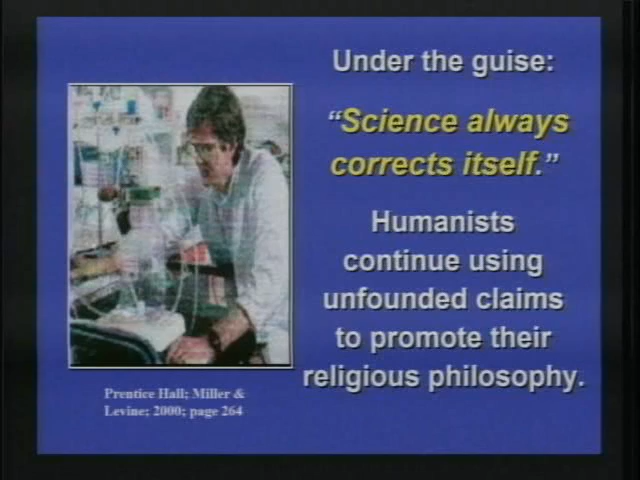 Under the guise:
“Science always
corrects itself.”
Humanists
continue using
unfounded claims
to promote their
religious philosophy.
Prentice Hall; Miller &
Levine; 2000; page 264